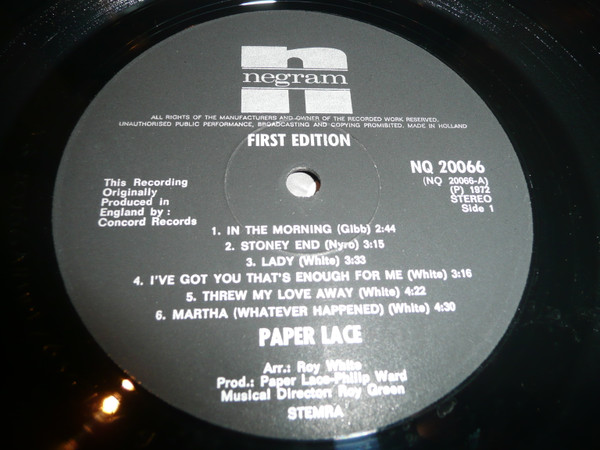 negram
ALL RIGHTS OF THE MANUFACTURERS AND OWNER OF THE RECORDED WORK RESERVED,
UNAUTHORISED PUBLIC PERFORMANCE, BROADCASTING AND COPYING PROHIBITED. MADE IN HOLLAND
FIRST EDITION
NQ 20066
(NQ 20066-A)
(P) 1972
STEREO
Side 1
This Recording
Originally
Produced in
England by:
Concord Records
1. IN THE MORNING (Gibb) 2:44
2. STONEY END (Nyro) 3:15
3. LADY (White) 3:33
4. I'VE GOT YOU THAT'S ENOUGH FOR ME (White) 3:16
5. THREW MY LOVE AWAY (White) 4:22
6. MARTHA (WHATEVER HAPPENED) (White) 4:30
PAPER LACE
Arr.: Roy White
Prod.: Paper Lace-Philip Ward
Musical Director: Roy Green
STEMRA